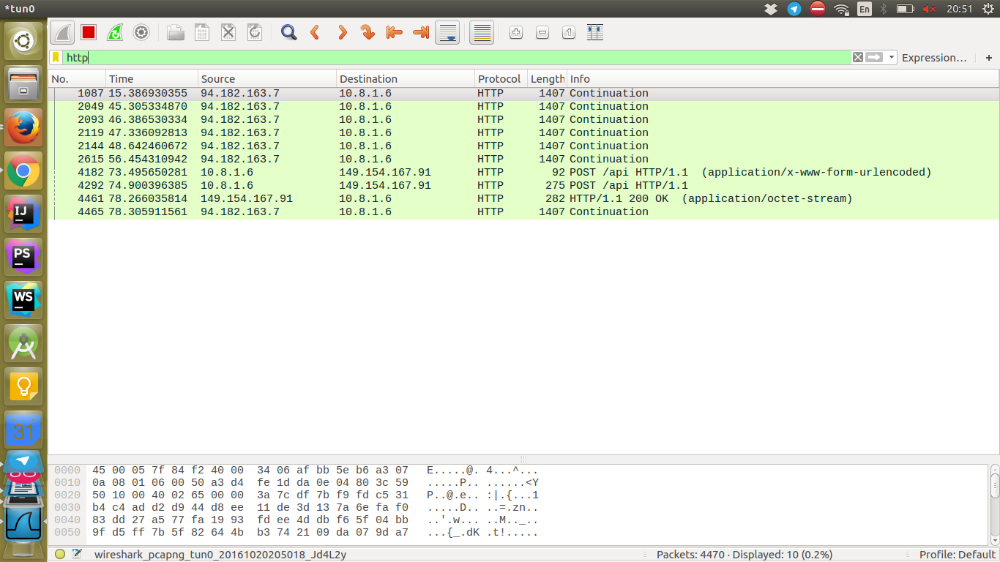 *tun0
En
20:51
http
Expression…
+
No. Time Source Destination Protocol Length Info
1087 15.386930355 94.182.163.7 10.8.1.6 HTTP 1407 Continuation
2049 45.305334870 94.182.163.7 10.8.1.6 HTTP 1407 Continuation
2093 46.386530334 94.182.163.7 10.8.1.6 HTTP 1407 Continuation
2119 47.336092813 94.182.163.7 10.8.1.6 HTTP 1407 Continuation
2144 48.642460672 94.182.163.7 10.8.1.6 HTTP 1407 Continuation
2615 56.454310942 94.182.163.7 10.8.1.6 HTTP 1407 Continuation
4182 73.495650281 10.8.1.6 149.154.167.91 HTTP 92 POST /api HTTP/1.1  (application/x-www-form-urlencoded)
4292 74.900396385 10.8.1.6 149.154.167.91 HTTP 275 POST /api HTTP/1.1
4461 78.266035814 149.154.167.91 10.8.1.6 HTTP 282 HTTP/1.1 200 OK  (application/octet-stream)
4465 78.305911561 94.182.163.7 10.8.1.6 HTTP 1407 Continuation
IJ
PS
WS
31
0000 45 00 05 7f 84 f2 40 00  34 06 af bb 5e b6 a3 07 E.....@. 4...^...
0010 0a 08 01 06 00 50 a3 d4  fe 1d da 0e 04 80 3c 59 .....P.. ......<Y
0020 50 10 00 40 02 65 00 00  3a 7c df 7b f9 fd c5 31 P..@.e.. :|.{...1
0030 b4 c4 ad d2 d9 44 d8 ee  11 de 3d 13 7a 6e fa f0 .....D.. ..=.zn..
0040 83 dd 27 a5 77 fa 19 93  fd ee 4d db f6 5f 04 bb ..'.w... ..M.._..
0050 9f d5 ff 7b 5f 82 64 4b  b3 74 21 09 da 07 9d a7 ...{_.dK .t!.....
wireshark_pcapng_tun0_20161020205018_Jd4L2y
Packets: 4470 · Displayed: 10 (0.2%)
Profile: Default